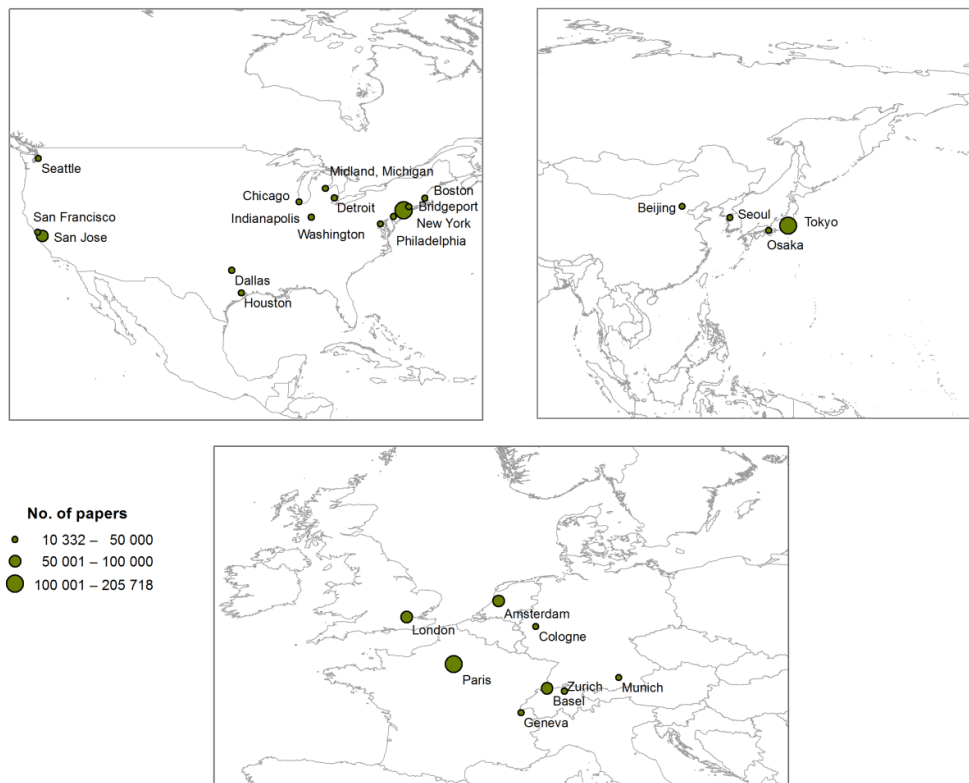 Seattle
Midland, Michigan
Chicago
Boston
Detroit
Bridgeport
Indianapolis
San Francisco
New York
Washington
San Jose
Philadelphia
Dallas
Houston
Beijing
Seoul
Tokyo
Osaka
No. of papers
10 332 – 50 000
50 001 – 100 000
100 001 – 205 718
Amsterdam
London
Cologne
Paris
Zurich
Munich
Basel
Geneva